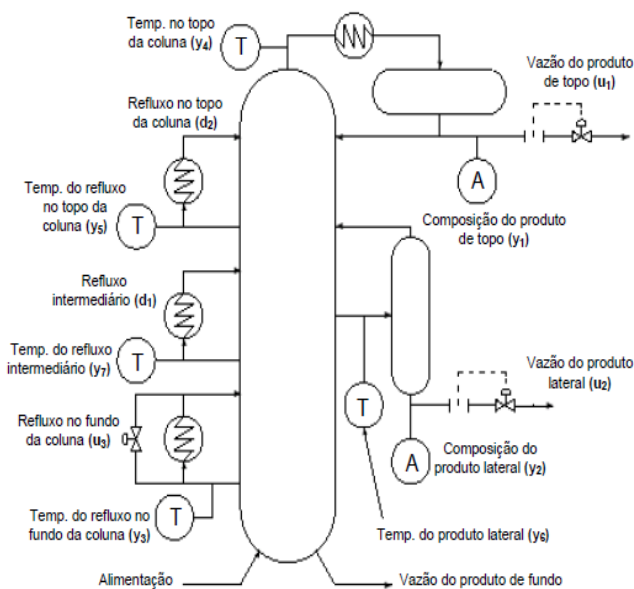 Temp. no topo
da coluna (y4)
T
Vazão do produto
de topo (u1)
Refluxo no topo
da coluna (d2)
A
Composição do produto
de topo (y1)
Temp. do refluxo
no topo da
coluna (y5)
T
Refluxo
intermediário (d1)
Temp. do refluxo
intermediário (y7)
T
Vazão do produto
lateral (u2)
Refluxo no fundo
da coluna (u3)
T
A
Composição do
produto lateral (y2)
Temp. do refluxo no
fundo da coluna (y3)
T
Temp. do produto lateral (y6)
Alimentação
Vazão do produto de fundo